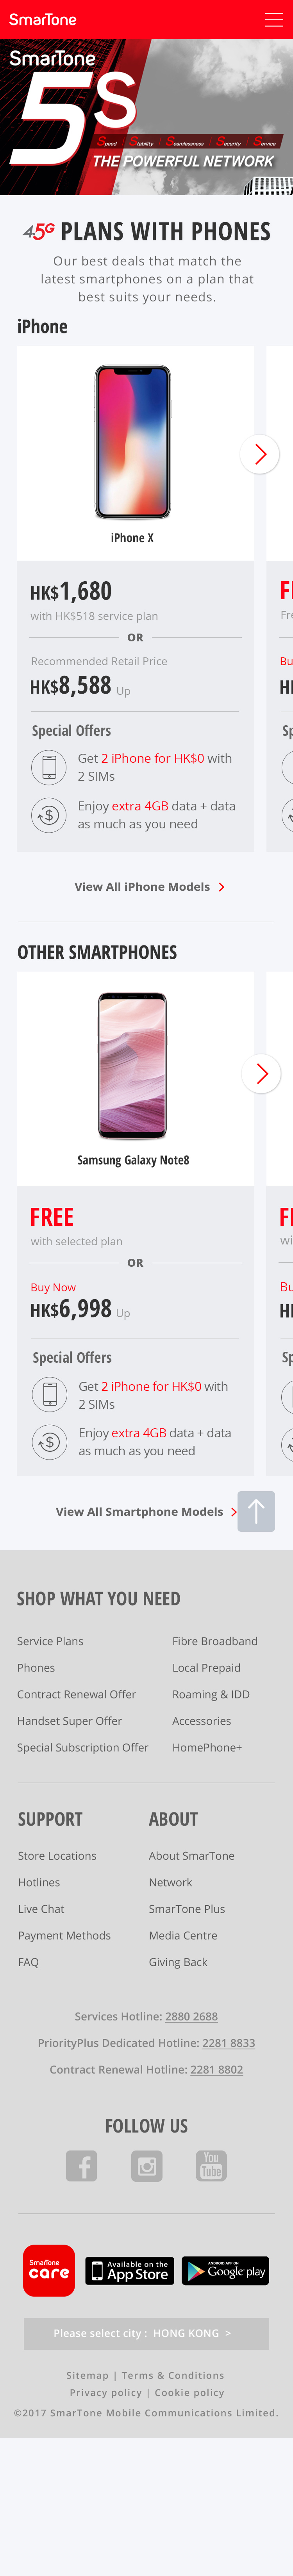 SmarTone
SmarTone
5S
Speed Stability Seamlessness Security Service
THE POWERFUL NETWORK
4.5G PLANS WITH PHONES
Our best deals that match the
latest smartphones on a plan that
best suits your needs.
iPhone
iPhone X
HK$1,680
with HK$518 service plan
OR
Recommended Retail Price
HK$8,588 Up
Special Offers
Get 2 iPhone for HK$0 with
2 SIMs
Enjoy extra 4GB data + data
as much as you need
View All iPhone Models
OTHER SMARTPHONES
Samsung Galaxy Note8
FREE
with selected plan
OR
Buy Now
HK$6,998 Up
Special Offers
Get 2 iPhone for HK$0 with
2 SIMs
Enjoy extra 4GB data + data
as much as you need
View All Smartphone Models
SHOP WHAT YOU NEED
Service Plans Fibre Broadband
Phones Local Prepaid
Contract Renewal Offer Roaming & IDD
Handset Super Offer Accessories
Special Subscription Offer HomePhone+
SUPPORT ABOUT
Store Locations About SmarTone
Hotlines Network
Live Chat SmarTone Plus
Payment Methods Media Centre
FAQ Giving Back
Services Hotline: 2880 2688
PriorityPlus Dedicated Hotline: 2281 8833
Contract Renewal Hotline: 2281 8802
FOLLOW US
You
Tube
SmarTone
care
Available on the
App Store
ANDROID APP ON
Google play
Please select city : HONG KONG >
Sitemap | Terms & Conditions
Privacy policy | Cookie policy
©2017 SmarTone Mobile Communications Limited.